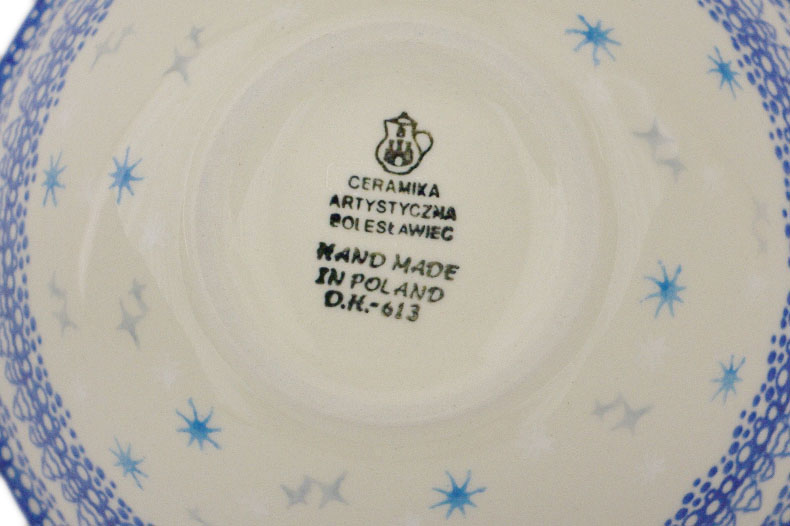 CERAMIKA
ARTYSTYCZNA
BOLESŁAWIEC
HAND MADE
IN POLAND
D.H.-613